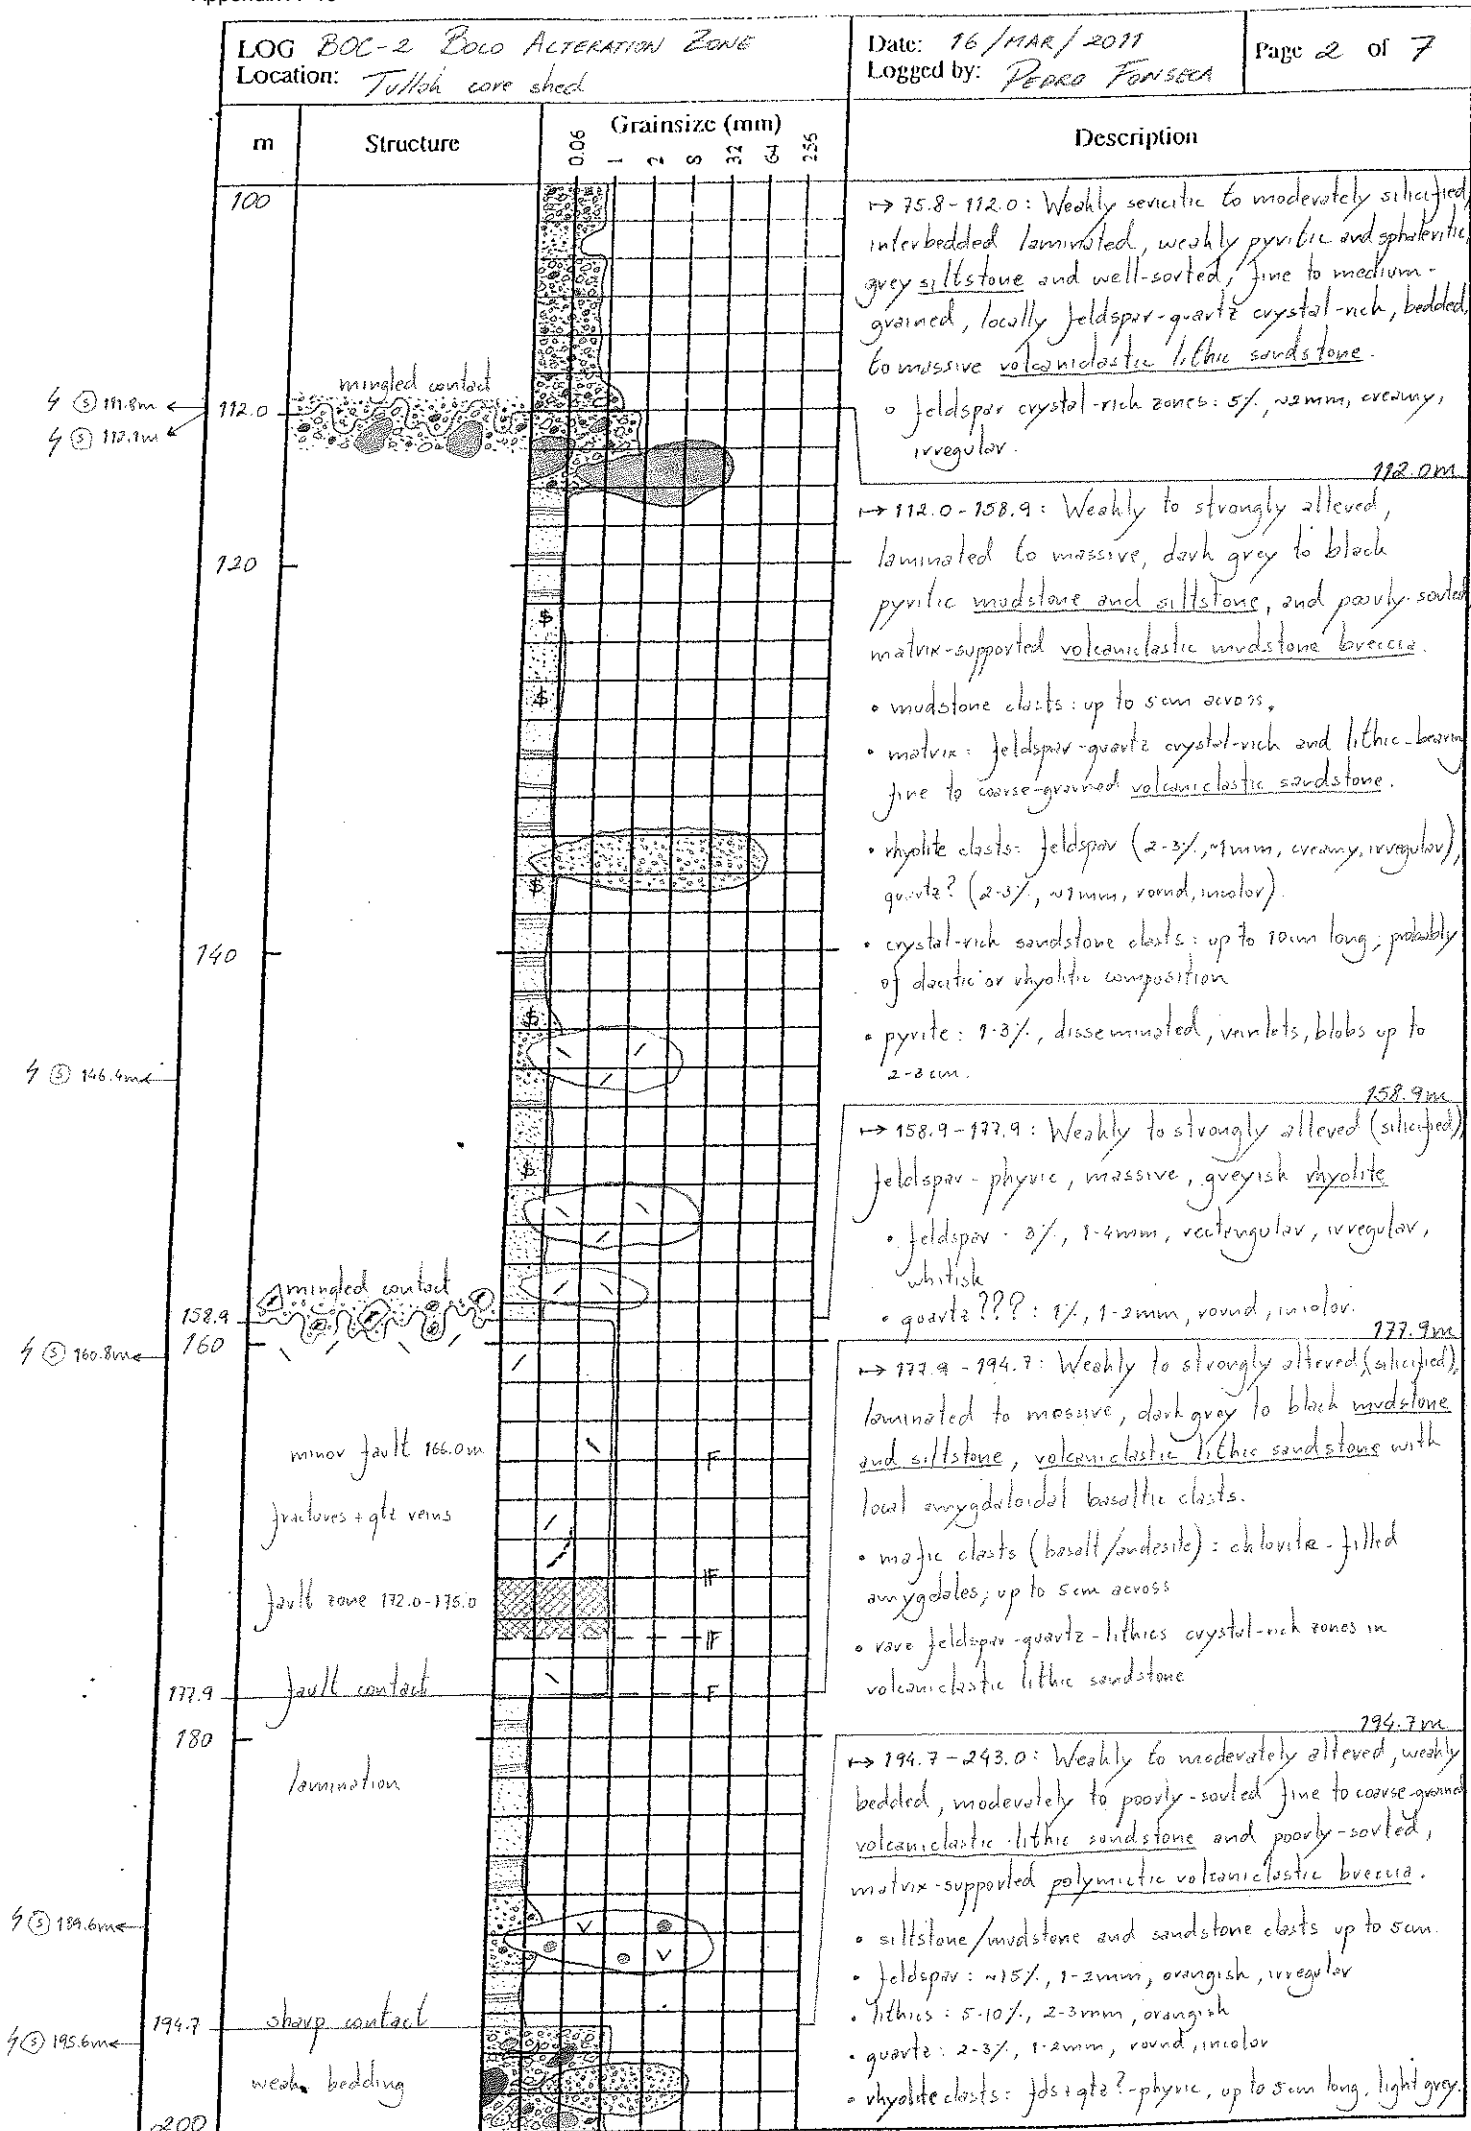 LOG BOC-2 BOCO ALTERATION ZONE
Location: Tullah core shed
Date: 16/MAR/2011
Logged by: PEDRO FONSECA
Page 2 of 7
m
Structure
Grainsize (mm)
0.06 1 2 8 32 64 256
Description
100
mingled contact
Ⓢ 111.8m
112.0
Ⓢ 112.1m
120
$
$
$
140
$
Ⓢ 146.4m
$
mingled contact
158.9
160
Ⓢ 160.8m
minor fault 166.0m
F
fractures + qtz veins
F
fault zone 172.0-175.0
F
177.9
fault contact
F
180
lamination
Ⓢ 189.6m
V
V
194.7
sharp contact
Ⓢ 195.6m
weak bedding
200
↦ 75.8-112.0: Weakly sericitic to moderately silicified,
interbedded laminated, weakly pyritic and sphaleritic,
grey siltstone and well-sorted, fine to medium-
grained, locally feldspar-quartz crystal-rich, bedded,
to massive volcaniclastic lithic sandstone.
○ feldspar crystal-rich zones: 5%, ~2mm, creamy,
irregular.
112.0m
↦ 112.0-158.9: Weakly to strongly altered,
laminated to massive, dark grey to black
pyritic mudstone and siltstone, and poorly-sorted
matrix-supported volcaniclastic mudstone breccia.
• mudstone clasts: up to 5cm across,
• matrix: feldspar-quartz crystal-rich and lithic-bearing
fine to coarse-grained volcaniclastic sandstone.
• rhyolite clasts: feldspar (2-3%, ~1mm, creamy, irregular),
quartz? (2-3%, ~1mm, round, incolor).
• crystal-rich sandstone clasts: up to 10cm long; probably
of dacitic or rhyolitic composition
• pyrite: 1-3%, disseminated, veinlets, blobs up to
2-3cm.
158.9m
↦ 158.9-177.9: Weakly to strongly altered (silicified),
feldspar-phyric, massive, greyish rhyolite
• feldspar - 3%, 1-4mm, rectangular, irregular,
whitish
• quartz???: 1%, 1-2mm, round, incolor.
177.9m
↦ 177.9-194.7: Weakly to strongly altered (silicified),
laminated to massive, dark grey to black mudstone
and siltstone, volcaniclastic lithic sandstone with
local amygdaloidal basaltic clasts.
• mafic clasts (basalt/andesite): chlorite-filled
amygdales; up to 5cm across
• rare feldspar-quartz-lithics crystal-rich zones in
volcaniclastic lithic sandstone
194.7m
↦ 194.7-243.0: Weakly to moderately altered, weakly
bedded, moderately to poorly-sorted fine to coarse-grained
volcaniclastic lithic sandstone and poorly-sorted,
matrix-supported polymictic volcaniclastic breccia.
• siltstone/mudstone and sandstone clasts up to 5cm.
• feldspar: ~15%, 1-2mm, orangish, irregular
• lithics: 5-10%, 2-3mm, orangish
• quartz: 2-3%, 1-2mm, round, incolor
• rhyolite clasts: fds+qtz?-phyric, up to 5cm long, light grey.